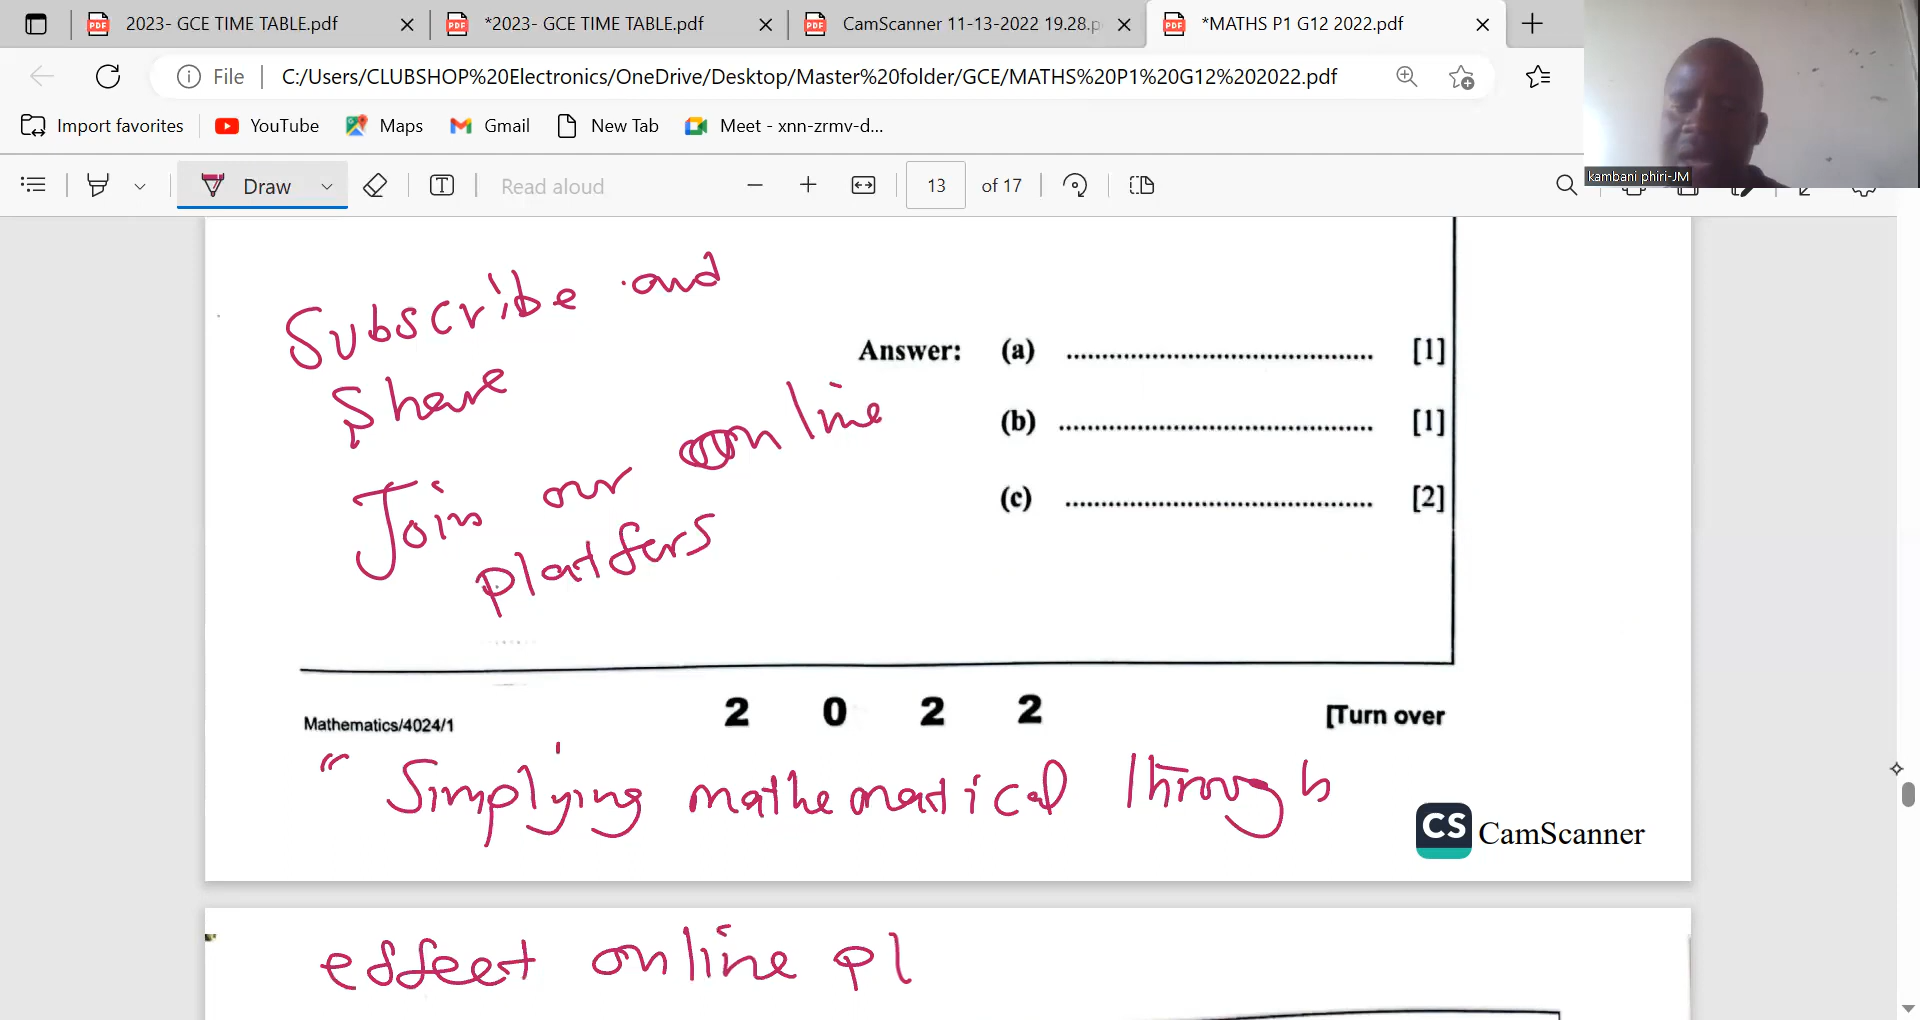 2023- GCE TIME TABLE.pdf
*2023- GCE TIME TABLE.pdf
CamScanner 11-13-2022 19.28.p
*MATHS P1 G12 2022.pdf
File
C:/Users/CLUBSHOP%20Electronics/OneDrive/Desktop/Master%20folder/GCE/MATHS%20P1%20G12%202022.pdf
Import favorites
YouTube
Maps
Gmail
New Tab
Meet - xnn-zrmv-d...
Draw
Read aloud
13 of 17
kambani phiri-JM
Subscribe and
Share
Join our online
platfers
Answer: (a) ............................................ [1]
(b) ............................................ [1]
(c) ............................................ [2]
Mathematics/4024/1
2 0 2 2
[Turn over
" Simplying mathematical through
CS CamScanner
effect online pl